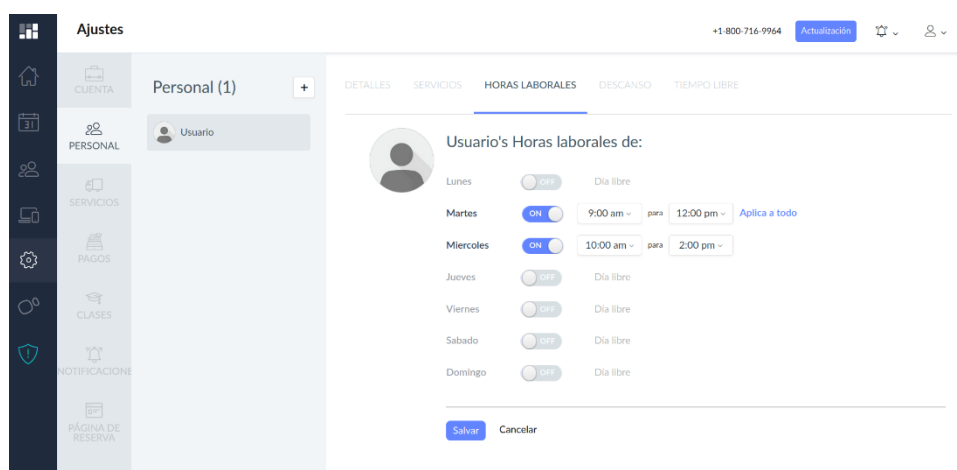 Ajustes
+1-800-716-9964
Actualización
CUENTA
PERSONAL
SERVICIOS
PAGOS
CLASES
NOTIFICACIONE
PÁGINA DE
RESERVA
31
Personal (1)
+
Usuario
DETALLES SERVICIOS HORAS LABORALES DESCANSO TIEMPO LIBRE
Usuario's Horas laborales de:
Lunes OFF Día libre
Martes ON 9:00 am para 12:00 pm Aplica a todo
Miercoles ON 10:00 am para 2:00 pm
Jueves OFF Día libre
Viernes OFF Día libre
Sabado OFF Día libre
Domingo OFF Día libre
Salvar Cancelar